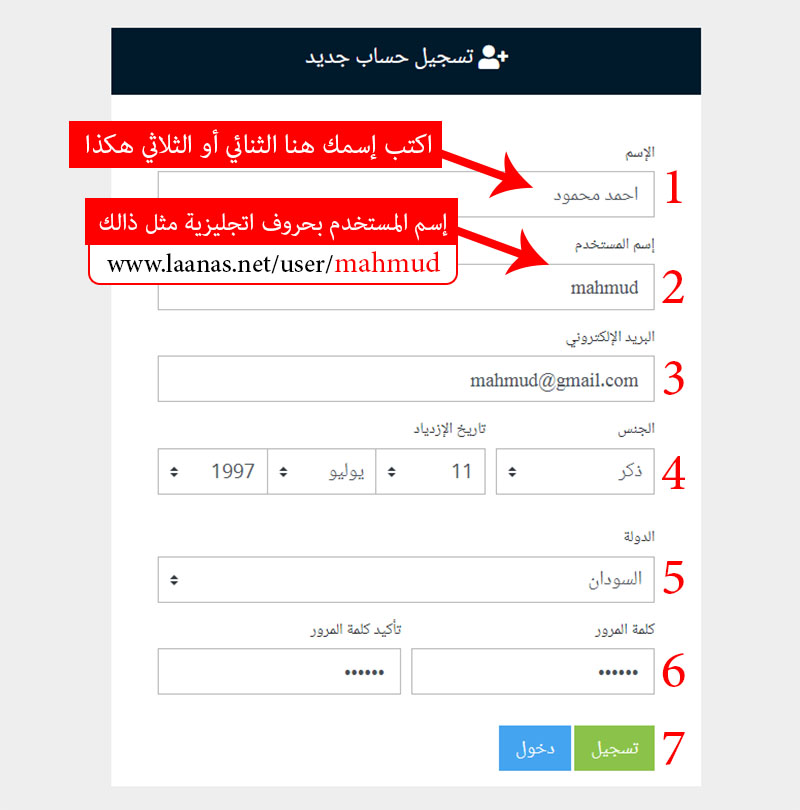 تسجيل حساب جديد
الإسم
اكتب إسمك هنا الثنائي أو الثلاثي هكذا
احمد محمود
1
إسم المستخدم
إسم المستخدم بحروف اتجليزية مثل ذالك
www.laanas.net/user/mahmud
mahmud
2
البريد الإلكتروني
mahmud@gmail.com
3
الجنس
تاريخ الإزدياد
ذكر
11
يوليو
1997
4
الدولة
السودان
5
كلمة المرور
تأكيد كلمة المرور
••••••
••••••
6
تسجيل
دخول
7